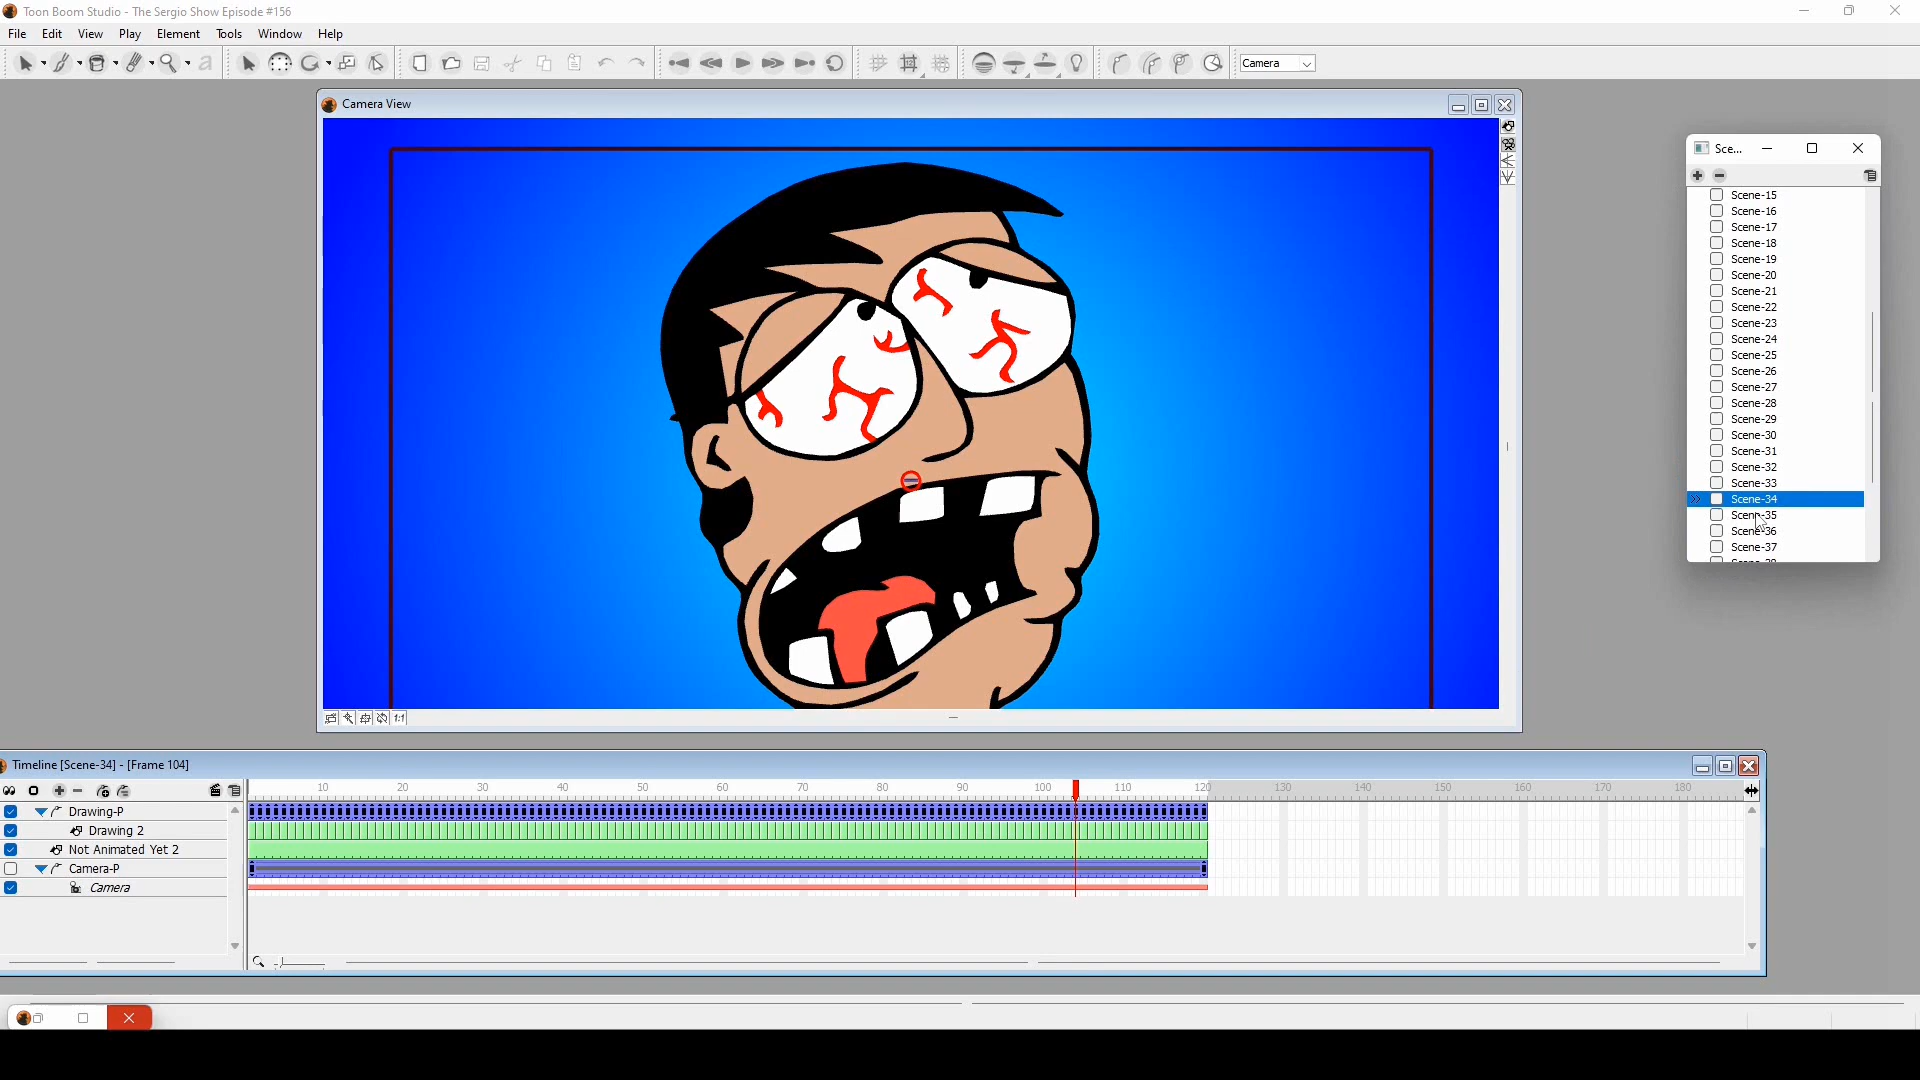 Toon Boom Studio - The Sergio Show Episode #156
File Edit View Play Element Tools Window Help
Camera
Camera View
Sce...
Scene-15
Scene-16
Scene-17
Scene-18
Scene-19
Scene-20
Scene-21
Scene-22
Scene-23
Scene-24
Scene-25
Scene-26
Scene-27
Scene-28
Scene-29
Scene-30
Scene-31
Scene-32
Scene-33
Scene-34
Scene-35
Scene-36
Scene-37
1:1
Timeline [Scene-34] - [Frame 104]
10 20 30 40 50 60 70 80 90 100 110 120 130 140 150 160 170 180
Drawing-P
Drawing 2
Not Animated Yet 2
Camera-P
Camera